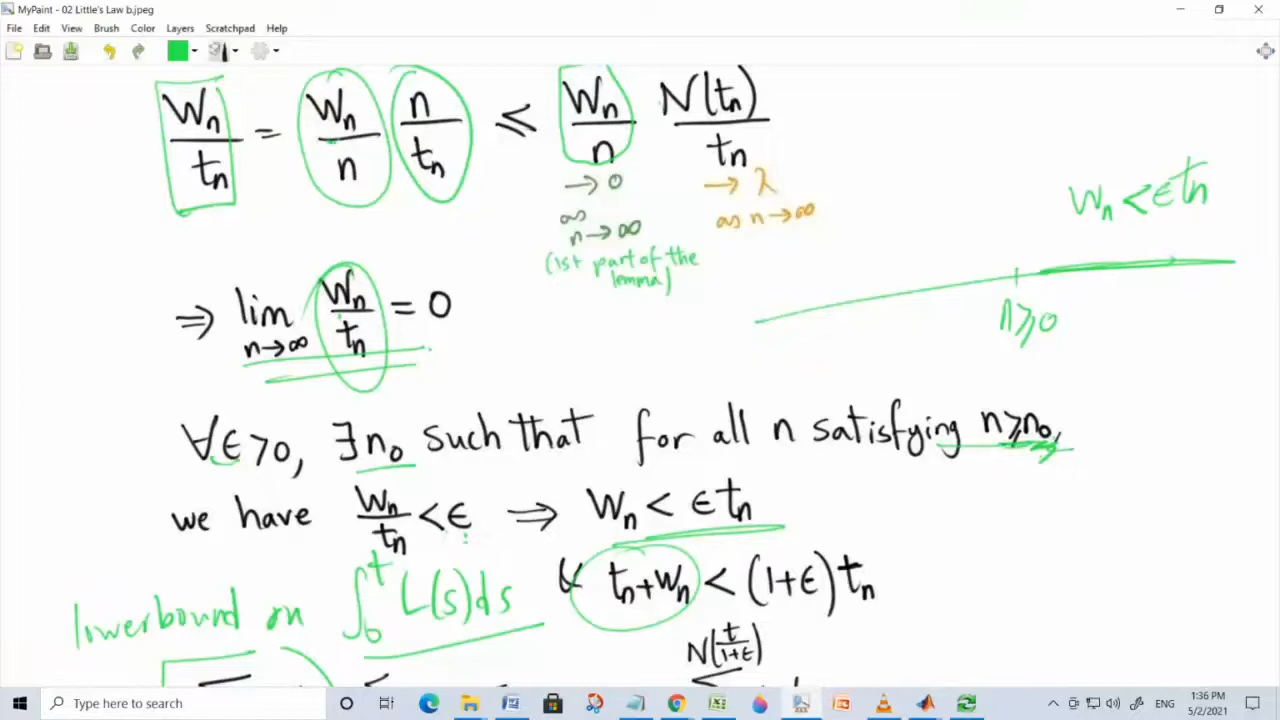 MyPaint - 02 Little's Law b.jpeg
File Edit View Brush Color Layers Scratchpad Help
Wn/tn = Wn/n n/tn ≤ Wn/n N(tn)/tn
→ 0 as n→∞ (1st part of the lemma)
→ λ as n→∞
Wn < ϵtn
n≥0
⇒ lim n→∞ Wn/tn = 0
∀ϵ>0, ∃n₀ such that for all n satisfying n≥n₀,
we have Wn/tn < ϵ ⇒ Wn < ϵtn
tn+Wn < (1+ϵ)tn
lowerbound on ∫₀ᵗ L(s)ds
N(t/1+ϵ)
≤
Type here to search
ENG
1:36 PM
5/2/2021